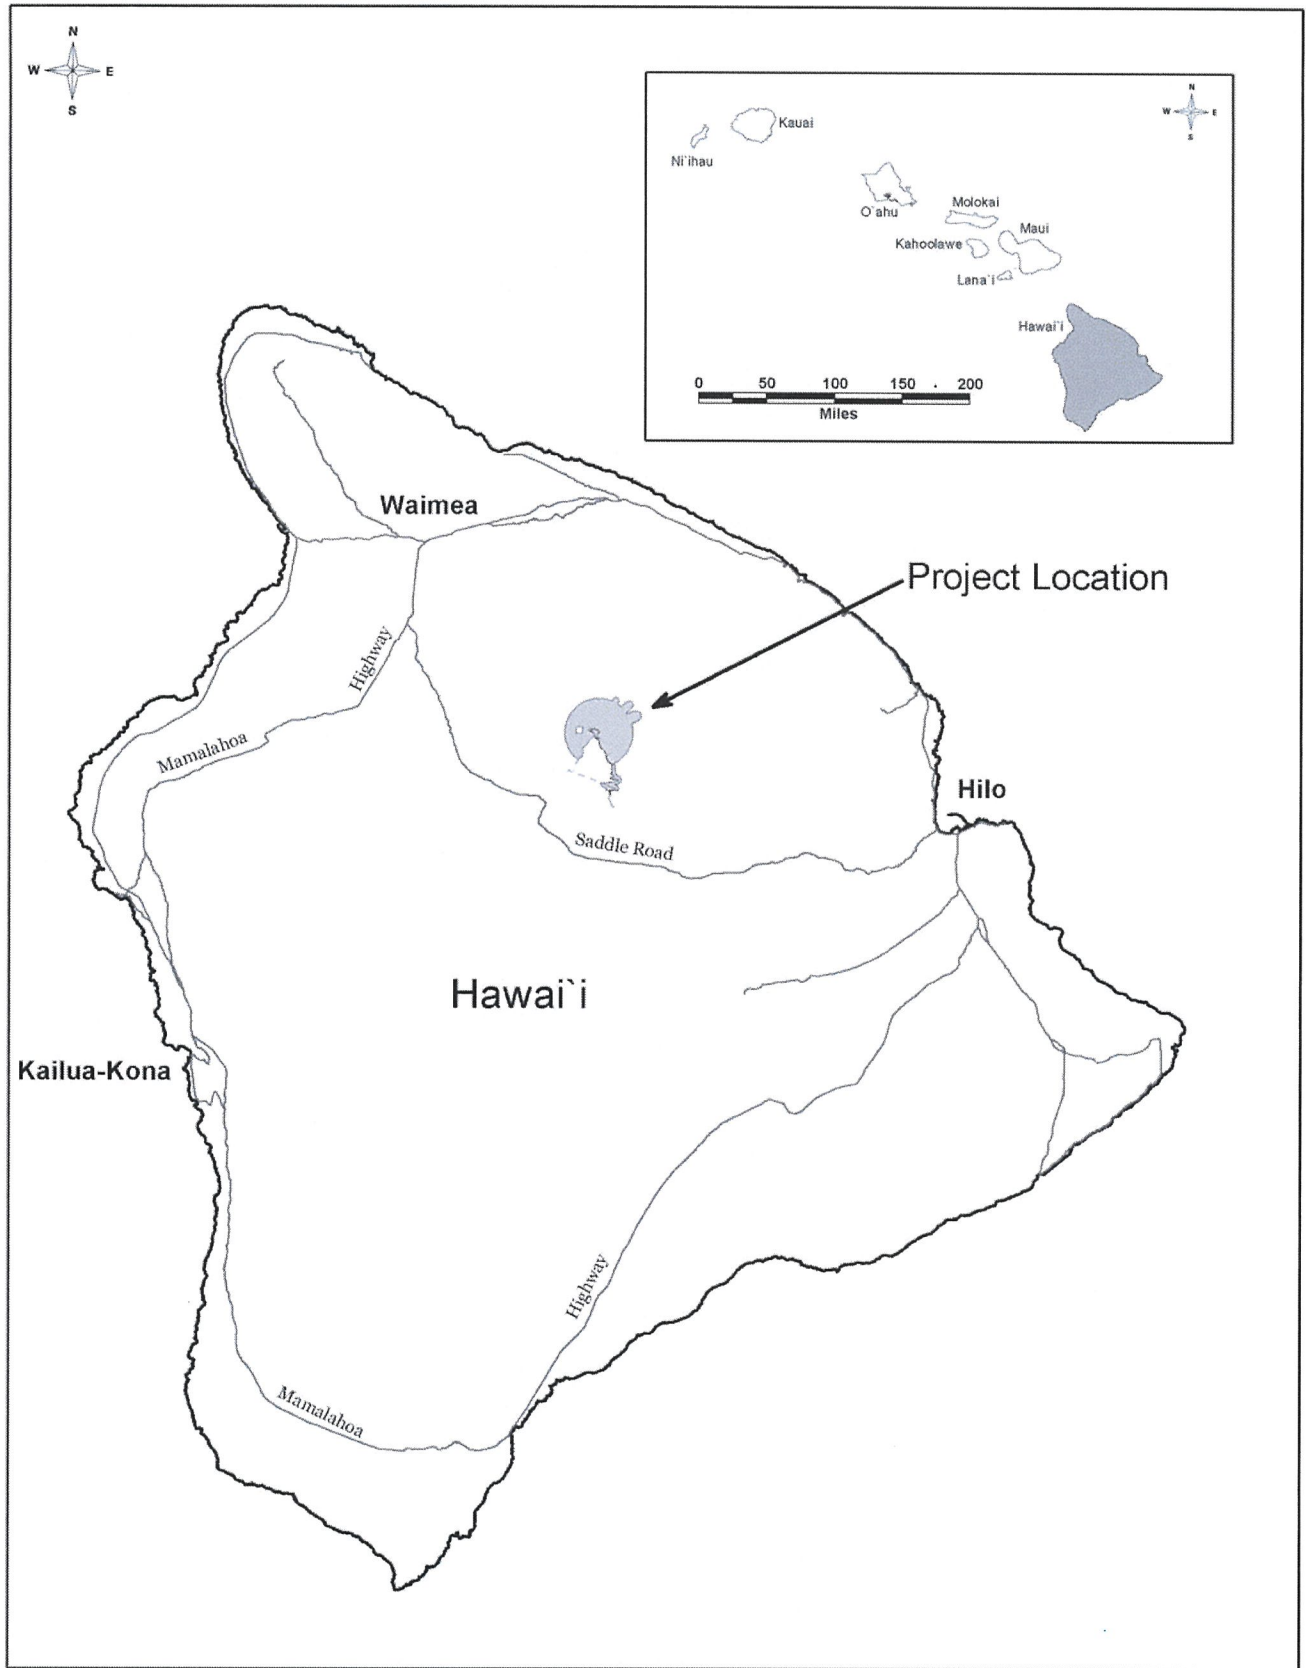 N
W E
S
N
W E
S
Kauai
Ni`ihau
O`ahu
Molokai
Maui
Kahoolawe
Lana`i
Hawai`i
0 50 100 150 200
Miles
Waimea
Project Location
Highway
Mamalahoa
Hilo
Saddle Road
Hawai`i
Kailua-Kona
Highway
Mamalahoa